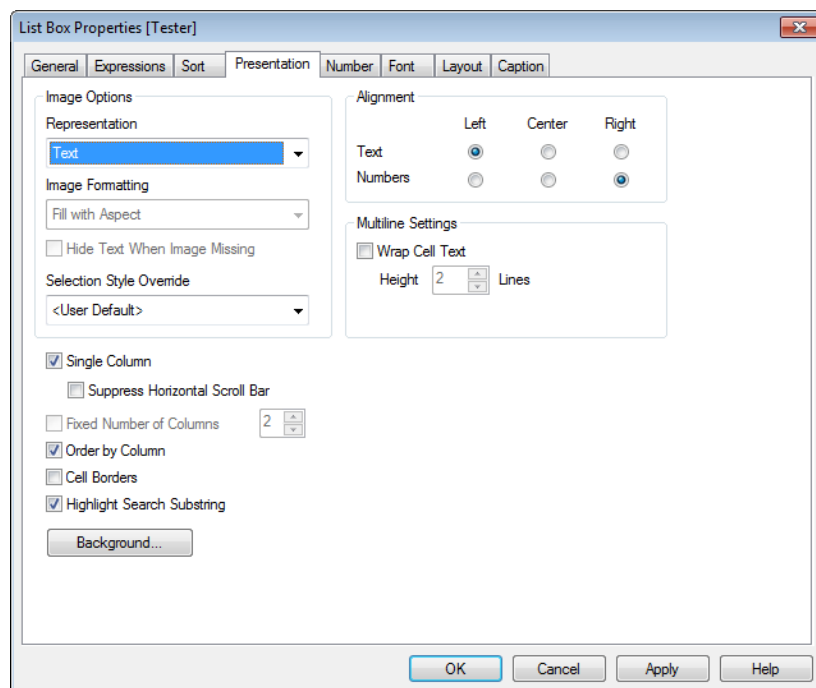 List Box Properties [Tester]
General Expressions Sort Presentation Number Font Layout Caption
Image Options
Representation
Text
Image Formatting
Fill with Aspect
Hide Text When Image Missing
Selection Style Override
<User Default>
Alignment
Left Center Right
Text
Numbers
Multiline Settings
Wrap Cell Text
Height 2 Lines
Single Column
Suppress Horizontal Scroll Bar
Fixed Number of Columns 2
Order by Column
Cell Borders
Highlight Search Substring
Background...
OK Cancel Apply Help